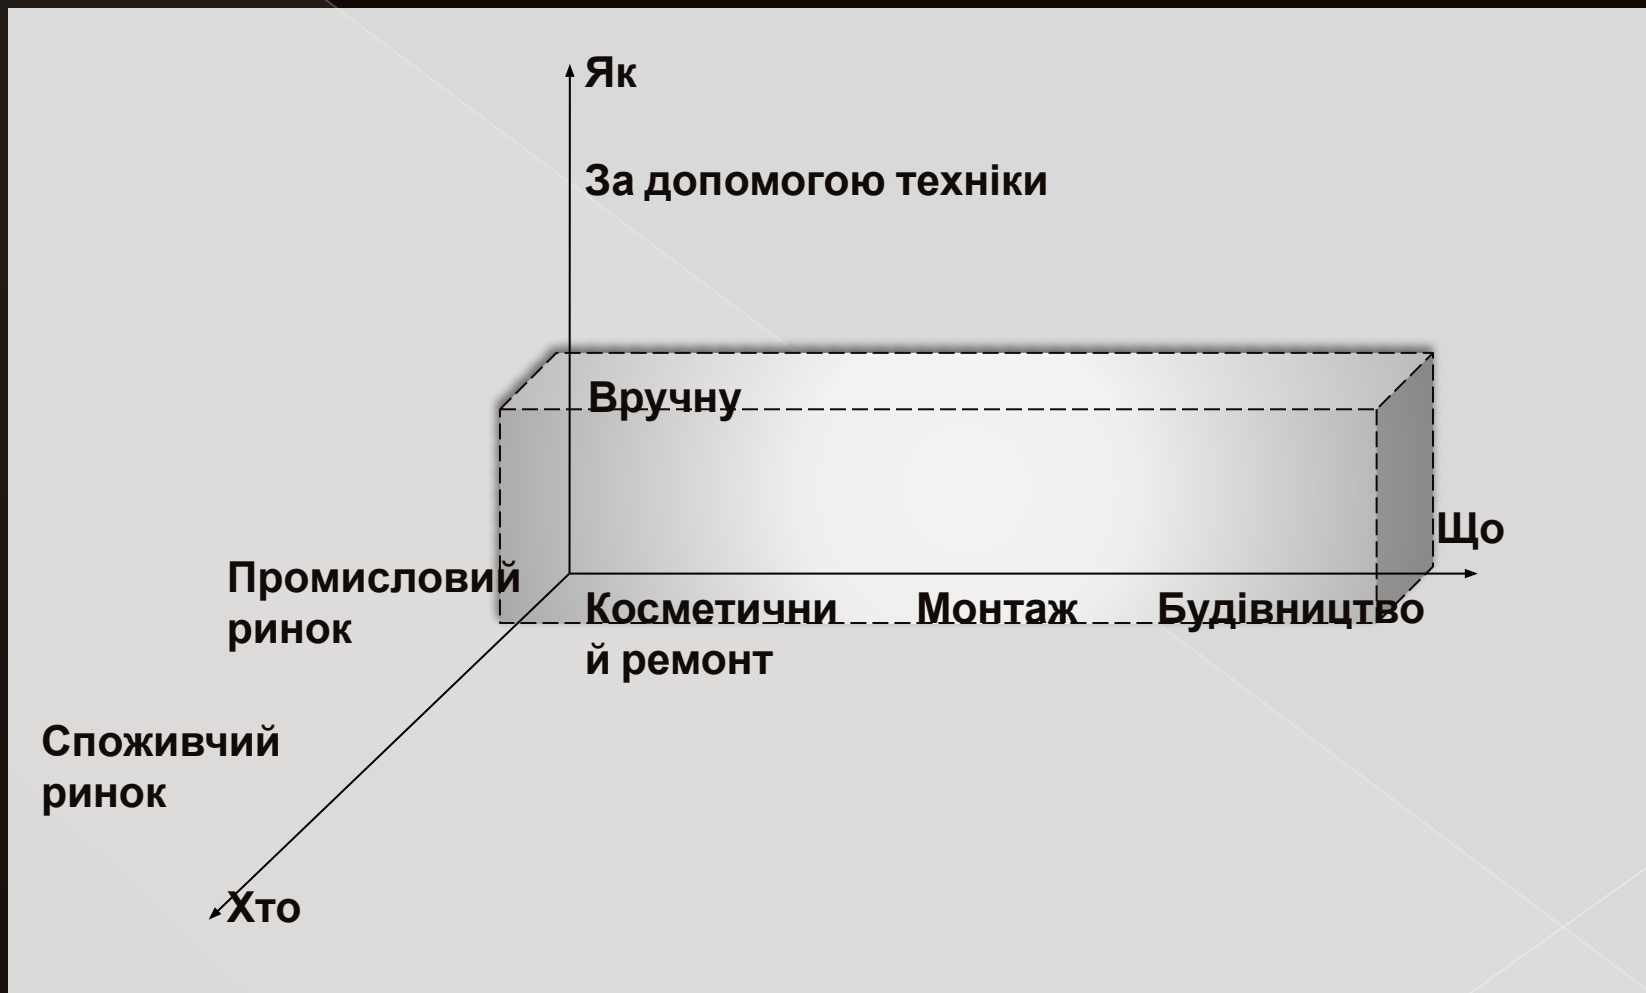 Як
За допомогою техніки
Вручну
Що
Промисловий
ринок
Косметични
й ремонт
Монтаж
Будівництво
Споживчий
ринок
Хто